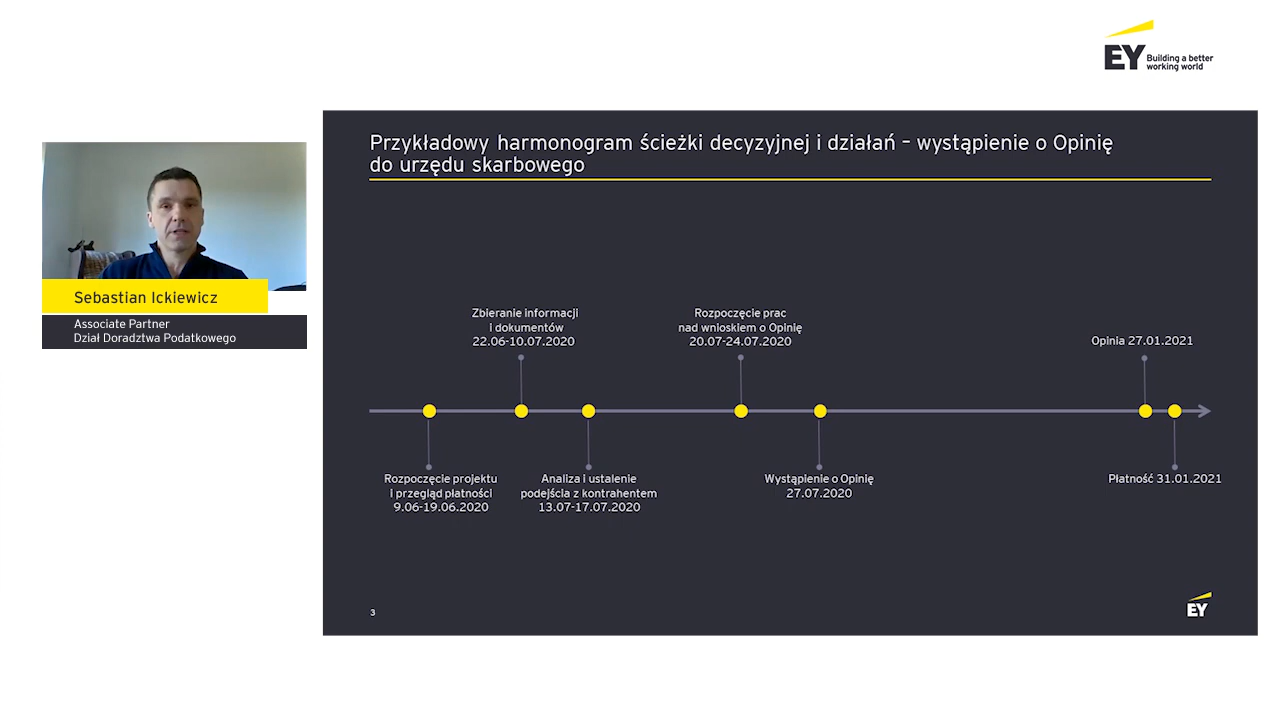 EY Building a better
working world
Przykładowy harmonogram ścieżki decyzyjnej i działań – wystąpienie o Opinię
do urzędu skarbowego
Sebastian Ickiewicz
Associate Partner
Dział Doradztwa Podatkowego
Zbieranie informacji
i dokumentów
22.06-10.07.2020
Rozpoczęcie prac
nad wnioskiem o Opinię
20.07-24.07.2020
Opinia 27.01.2021
Rozpoczęcie projektu
i przegląd płatności
9.06-19.06.2020
Analiza i ustalenie
podejścia z kontrahentem
13.07-17.07.2020
Wystąpienie o Opinię
27.07.2020
Płatność 31.01.2021
3
EY